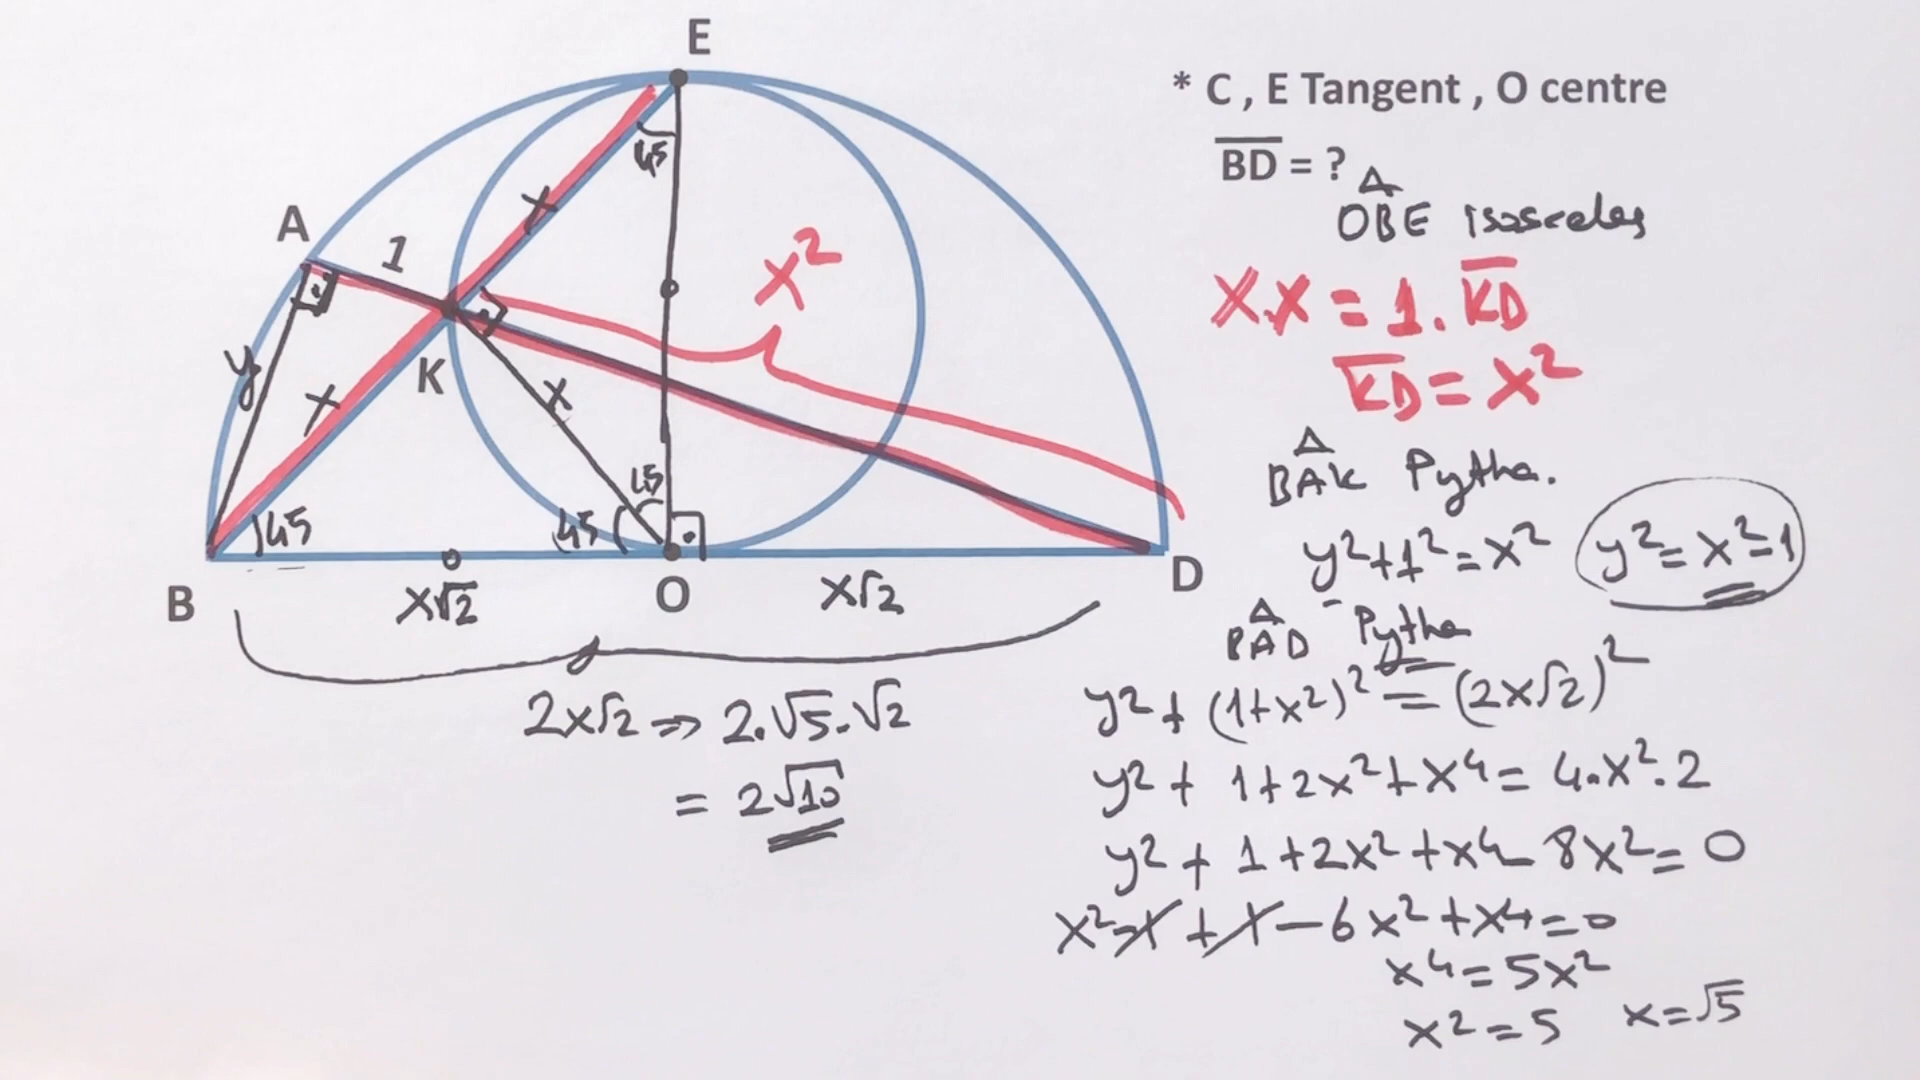 E
* C , E Tangent , O centre
BD = ?
△
OBE isosceles
45
A
1
x
x²
x.x = 1. KD
KD = x²
K
y
x
x
△
BAK Pytha.
y²+1²=x²
y²=x²-1
45
45
45
B
x√2
O
x√2
D
△
BAD Pytha
2x√2 ⇒ 2.√5.√2
= 2√10
y²+(1+x²)²=(2x√2)²
y²+ 1+2x²+x⁴= 4.x².2
y²+ 1+2x²+x⁴-8x²=0
x²-1+1-6x²+x⁴=0
x⁴=5x²
x²=5 x=√5